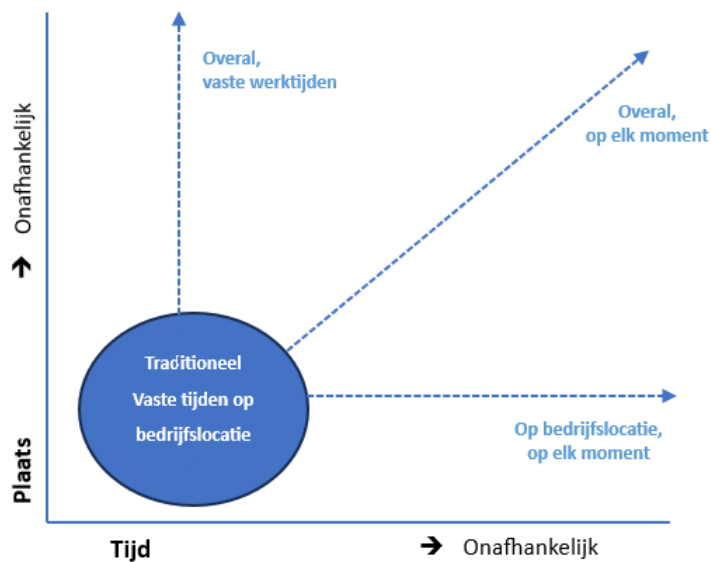 Overal,
vaste werktijden
Overal,
op elk moment
Onafhankelijk
➔
Plaats
Traditioneel
Vaste tijden op
bedrijfslocatie
Op bedrijfslocatie,
op elk moment
Tijd
➔ Onafhankelijk